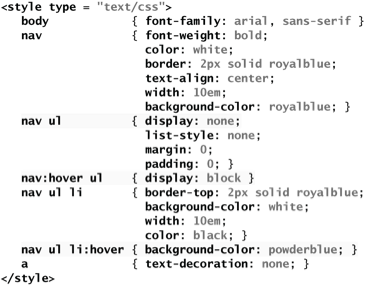 <style type = "text/css">
body { font-family: arial, sans-serif }
nav { font-weight: bold;
color: white;
border: 2px solid royalblue;
text-align: center;
width: 10em;
background-color: royalblue; }
nav ul { display: none;
list-style: none;
margin: 0;
padding: 0; }
nav:hover ul { display: block }
nav ul li { border-top: 2px solid royalblue;
background-color: white;
width: 10em;
color: black; }
nav ul li:hover { background-color: powderblue; }
a { text-decoration: none; }
</style>